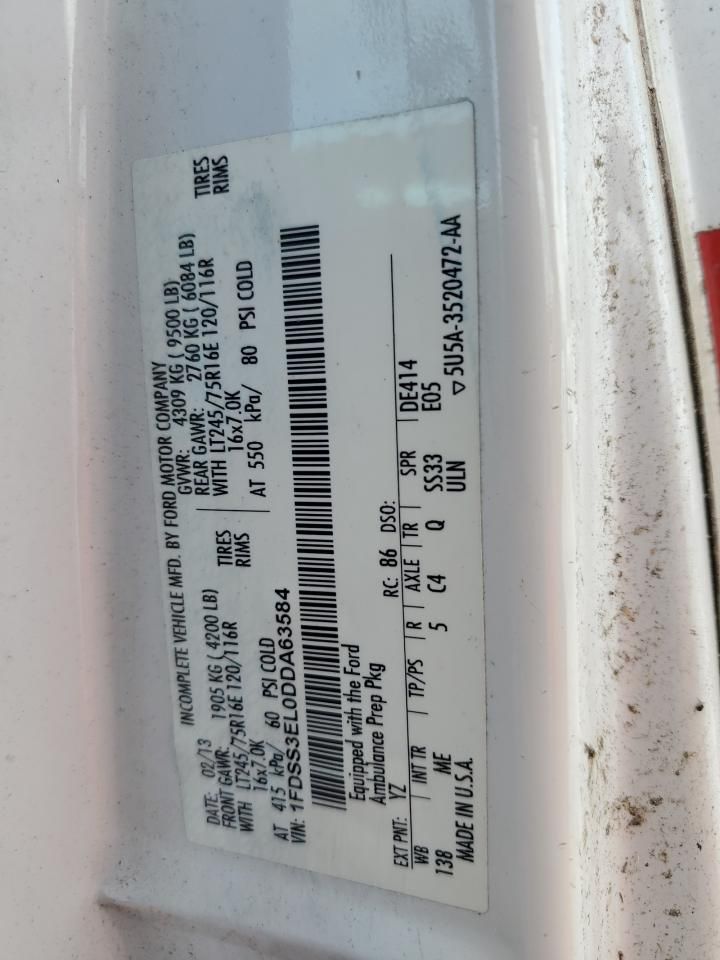 INCOMPLETE VEHICLE MFD. BY FORD MOTOR COMPANY
DATE: 02/13 GVWR: 4309 KG ( 9500 LB)
FRONT GAWR: 1905 KG ( 4200 LB) REAR GAWR: 2760 KG ( 6084 LB)
WITH LT245/75R16E 120/116R TIRES WITH LT245/75R16E 120/116R TIRES
16x7.0K RIMS 16x7.0K RIMS
AT 415 kPa/ 60 PSI COLD AT 550 kPa/ 80 PSI COLD
VIN: 1FDSS3EL0DDA63584
Equipped with the Ford
Ambulance Prep Pkg
EXT PNT: YZ RC: 86 DSO:
WB INT TR TP/PS R AXLE TR SPR DE414
138 ME 5 C4 Q SS33 E05
MADE IN U.S.A. ULN ▽5U5A-3520472-AA